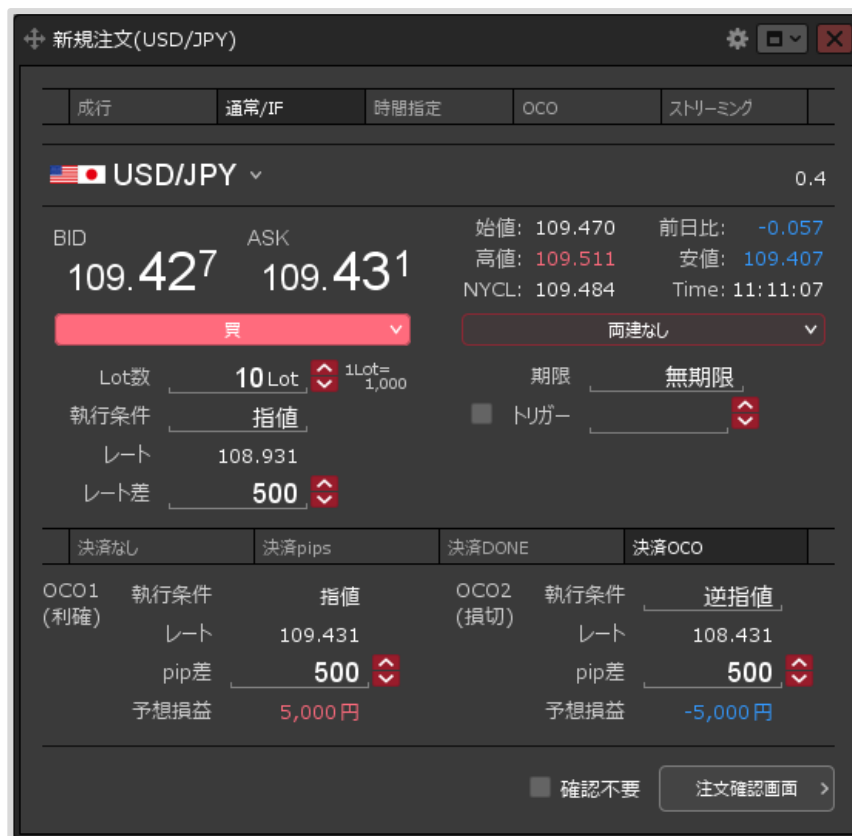 新規注文(USD/JPY)
成行 通常/IF 時間指定 OCO ストリーミング
USD/JPY 0.4
BID 109.427 ASK 109.431
始値: 109.470 前日比: -0.057
高値: 109.511 安値: 109.407
NYCL: 109.484 Time: 11:11:07
買 両建なし
Lot数 10 Lot 1Lot= 1,000 期限 無期限
執行条件 指値 トリガー
レート 108.931
レート差 500
決済なし 決済pips 決済DONE 決済OCO
OCO1 (利確) 執行条件 指値 OCO2 (損切) 執行条件 逆指値
レート 109.431 レート 108.431
pip差 500 pip差 500
予想損益 5,000円 予想損益 -5,000円
確認不要 注文確認画面